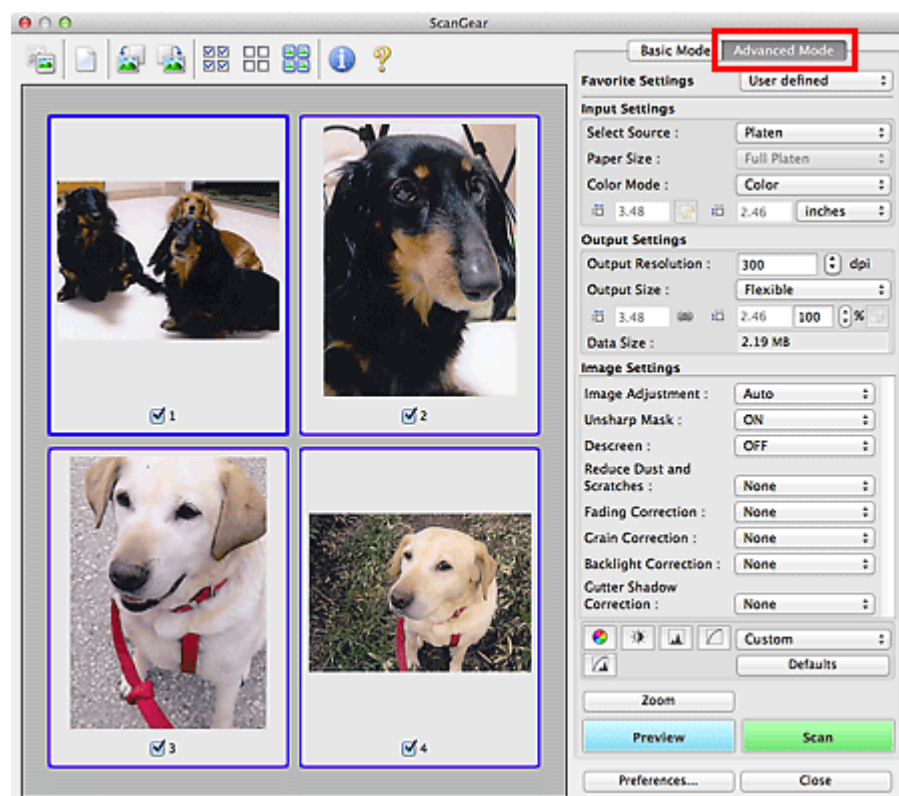 ScanGear
Basic Mode Advanced Mode
Favorite Settings User defined
Input Settings
Select Source : Platen
Paper Size : Full Platen
Color Mode : Color
3.48 2.46 inches
Output Settings
Output Resolution : 300 dpi
Output Size : Flexible
3.48 2.46 100 %
Data Size : 2.19 MB
Image Settings
Image Adjustment : Auto
Unsharp Mask : ON
Descreen : OFF
Reduce Dust and
Scratches : None
Fading Correction : None
Grain Correction : None
Backlight Correction : None
Gutter Shadow
Correction : None
Custom
Defaults
Zoom
Preview Scan
Preferences... Close
1 2
3 4